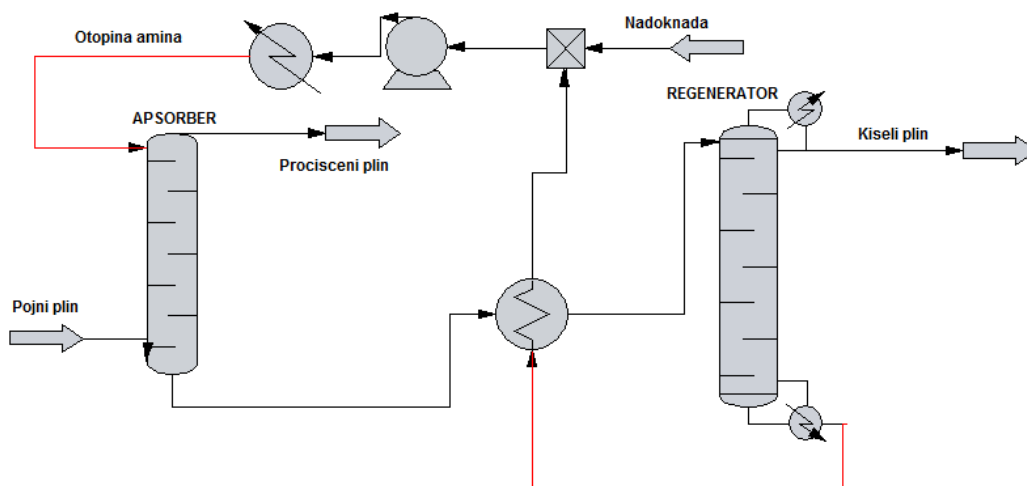 Nadoknada
Otopina amina
REGENERATOR
APSORBER
Kiseli plin
Procisceni plin
Pojni plin